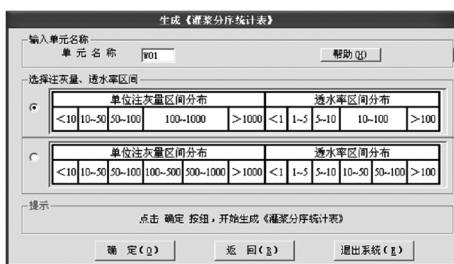 生成《灌浆分序统计表》
输入单元名称
单 元 名 称 W01 帮助(H)
选择注灰量、透水率区间
单位注灰量区间分布 透水率区间分布
<10 10~50 50~100 100~1000 >1000 <1 1~5 5~10 10~100 >100
单位注灰量区间分布 透水率区间分布
<10 10~50 50~100 100~500 500~1000 >1000 <1 1~5 5~10 10~50 50~100 >100
提示
点击 确定 按纽，开始生成《灌浆分序统计表》
确 定(Q) 返 回(R) 退出系统(E)